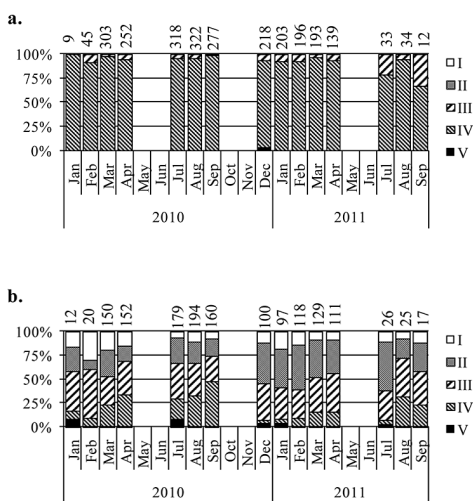 a.
9 45 303 252 318 322 277 218 203 196 193 139 33 34 12
100%
75%
50%
25%
0%
I
II
III
IV
V
Jan Feb Mar Apr May Jun Jul Aug Sep Oct Nov Dec Jan Feb Mar Apr May Jun Jul Aug Sep
2010 2011
b.
12 20 150 152 179 194 160 100 97 118 129 111 26 25 17
100%
75%
50%
25%
0%
I
II
III
IV
V
Jan Feb Mar Apr May Jun Jul Aug Sep Oct Nov Dec Jan Feb Mar Apr May Jun Jul Aug Sep
2010 2011